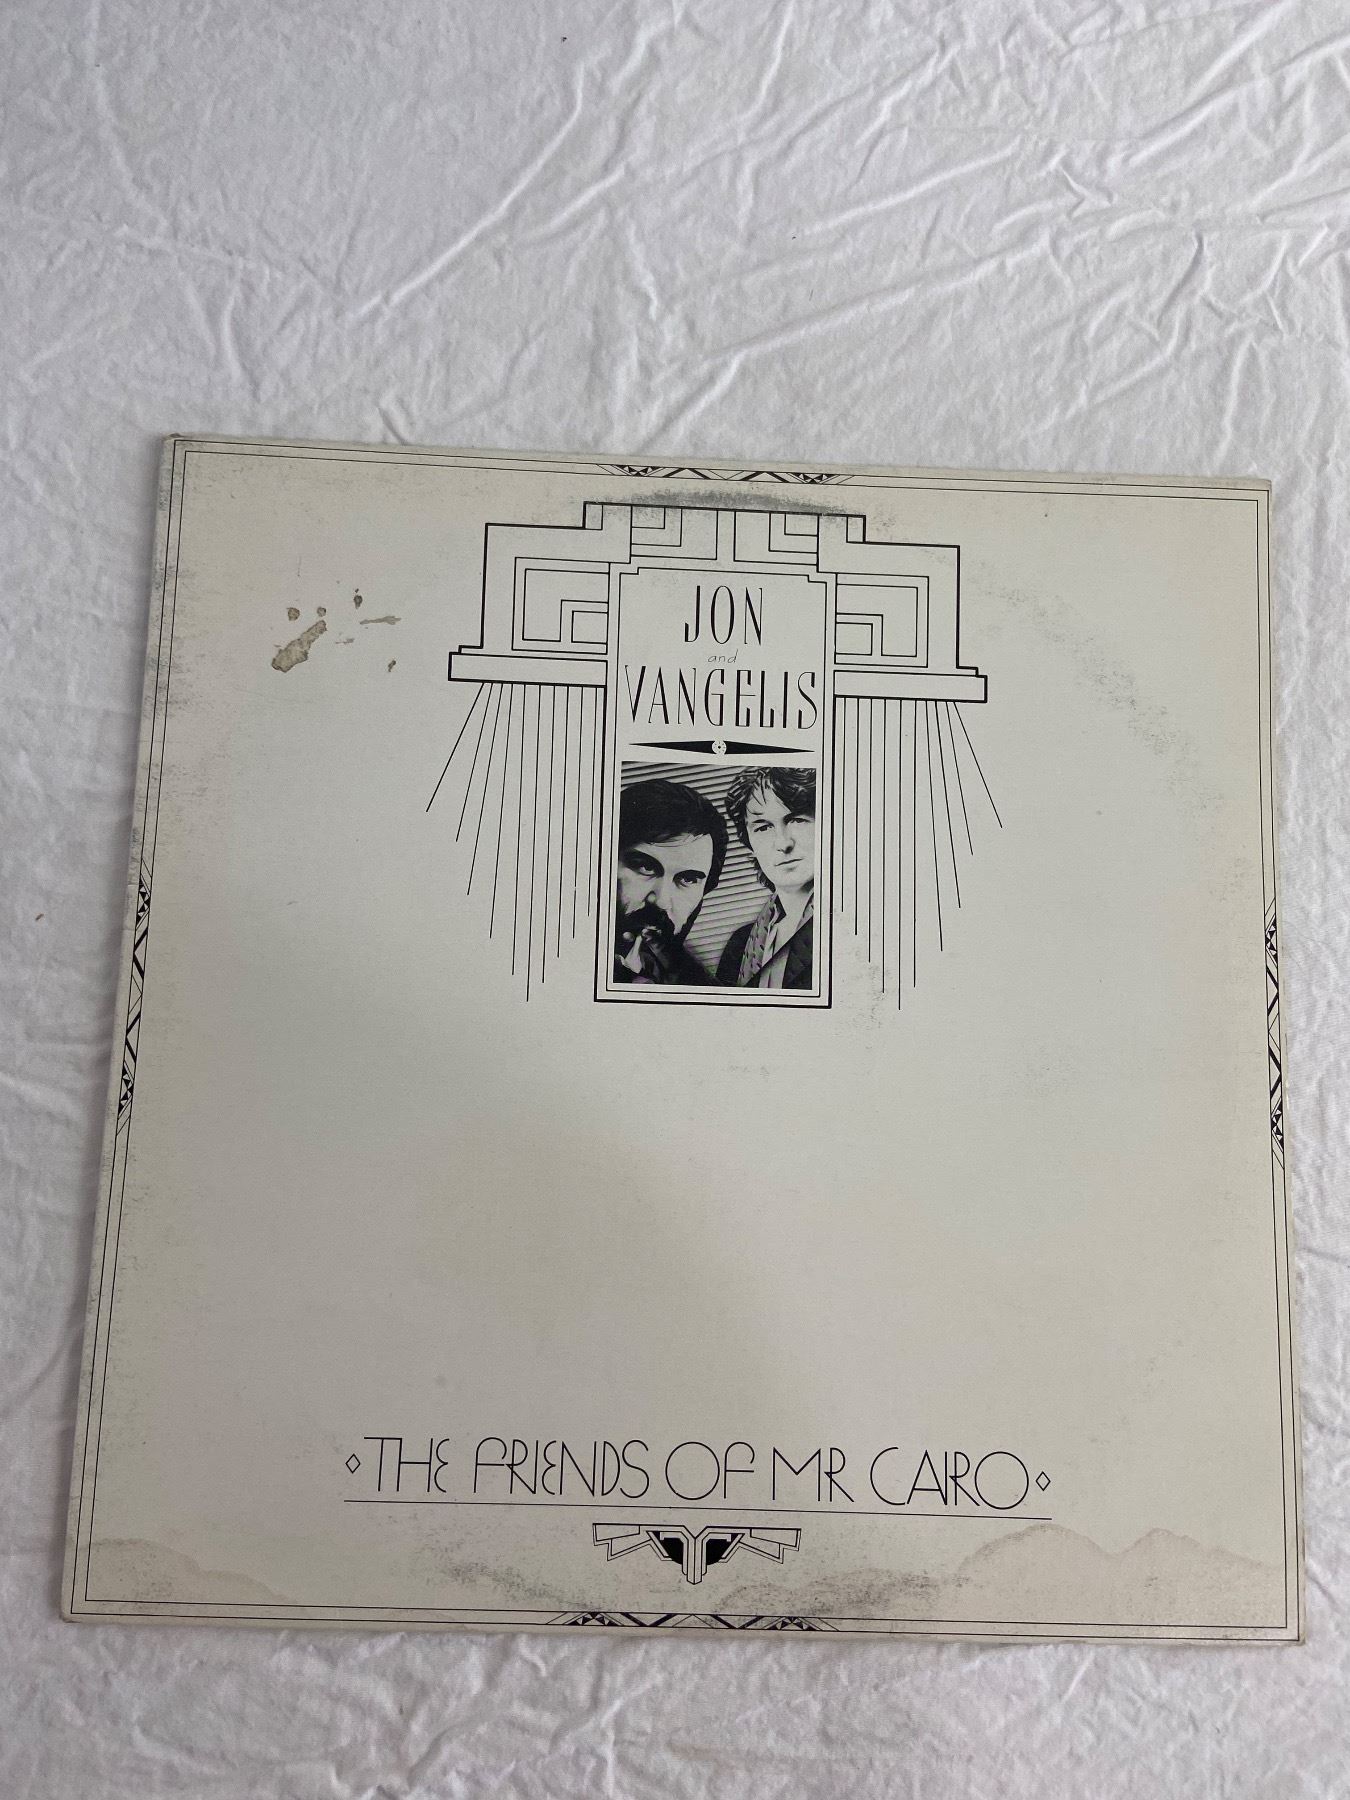 JON
and
VANGELIS
THE FRIENDS OF MR CAIRO